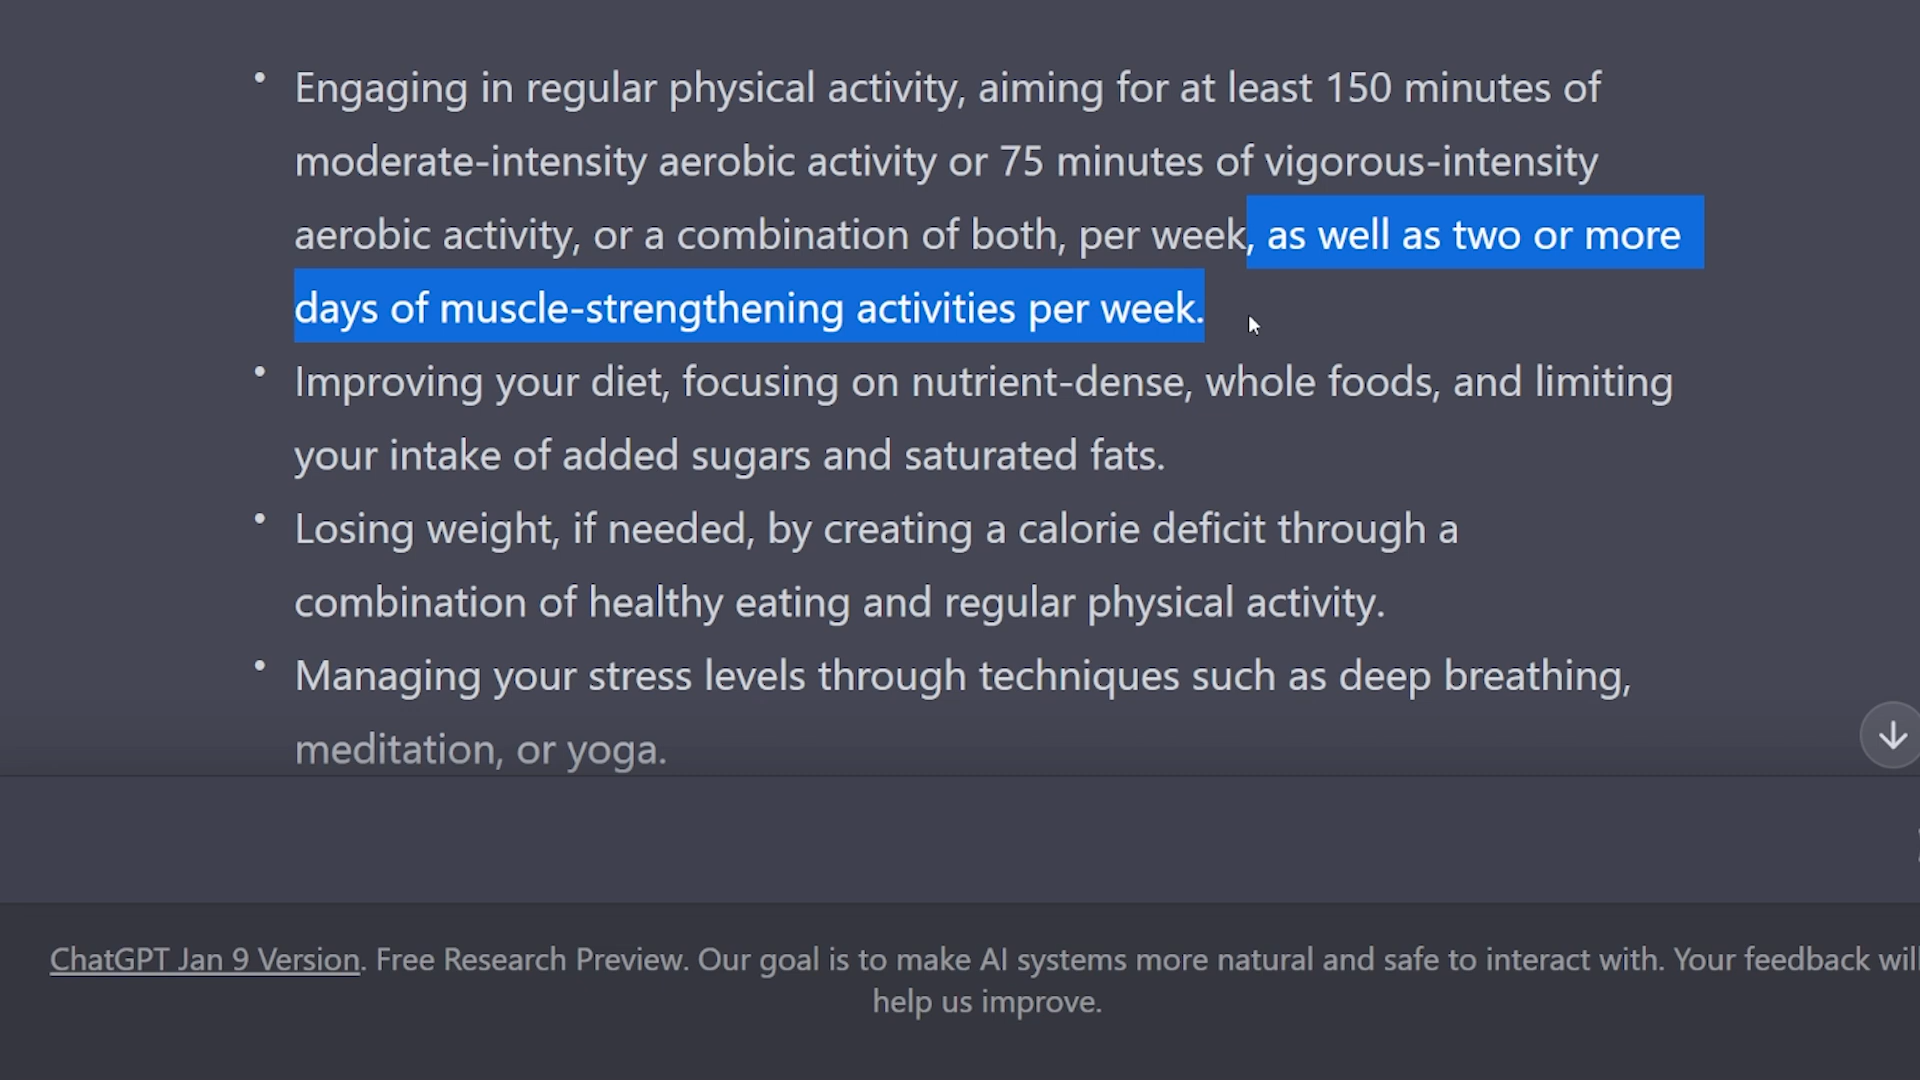 • Engaging in regular physical activity, aiming for at least 150 minutes of
moderate-intensity aerobic activity or 75 minutes of vigorous-intensity
aerobic activity, or a combination of both, per week, as well as two or more
days of muscle-strengthening activities per week.
• Improving your diet, focusing on nutrient-dense, whole foods, and limiting
your intake of added sugars and saturated fats.
• Losing weight, if needed, by creating a calorie deficit through a
combination of healthy eating and regular physical activity.
• Managing your stress levels through techniques such as deep breathing,
meditation, or yoga.
ChatGPT Jan 9 Version. Free Research Preview. Our goal is to make AI systems more natural and safe to interact with. Your feedback will
help us improve.